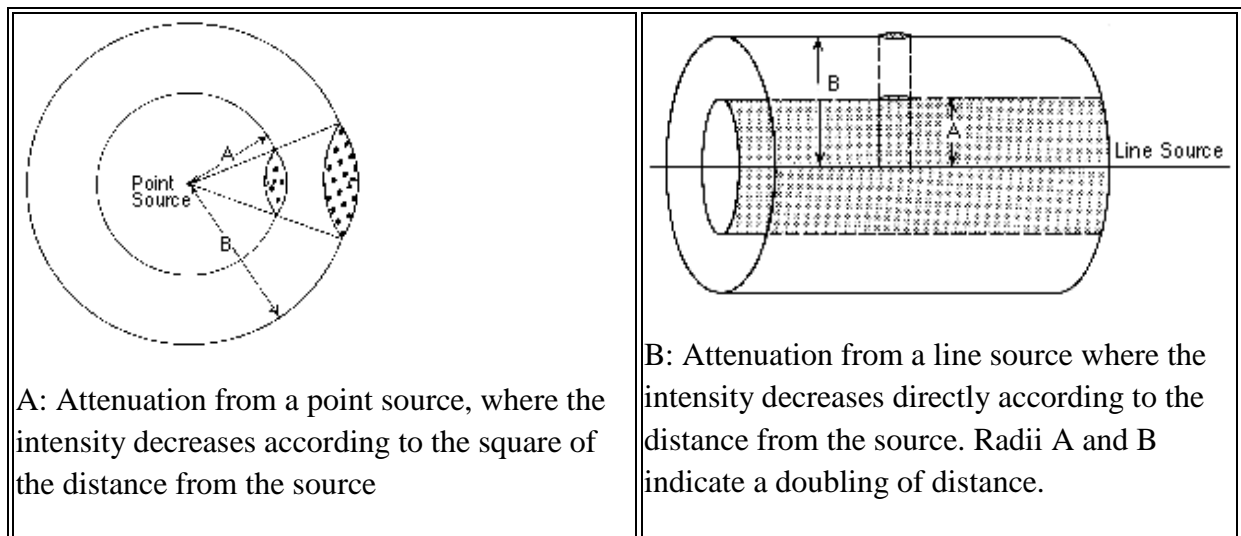 A
Point
Source
B
A: Attenuation from a point source, where the
intensity decreases according to the square of
the distance from the source
B
A
Line Source
B: Attenuation from a line source where the
intensity decreases directly according to the
distance from the source. Radii A and B
indicate a doubling of distance.